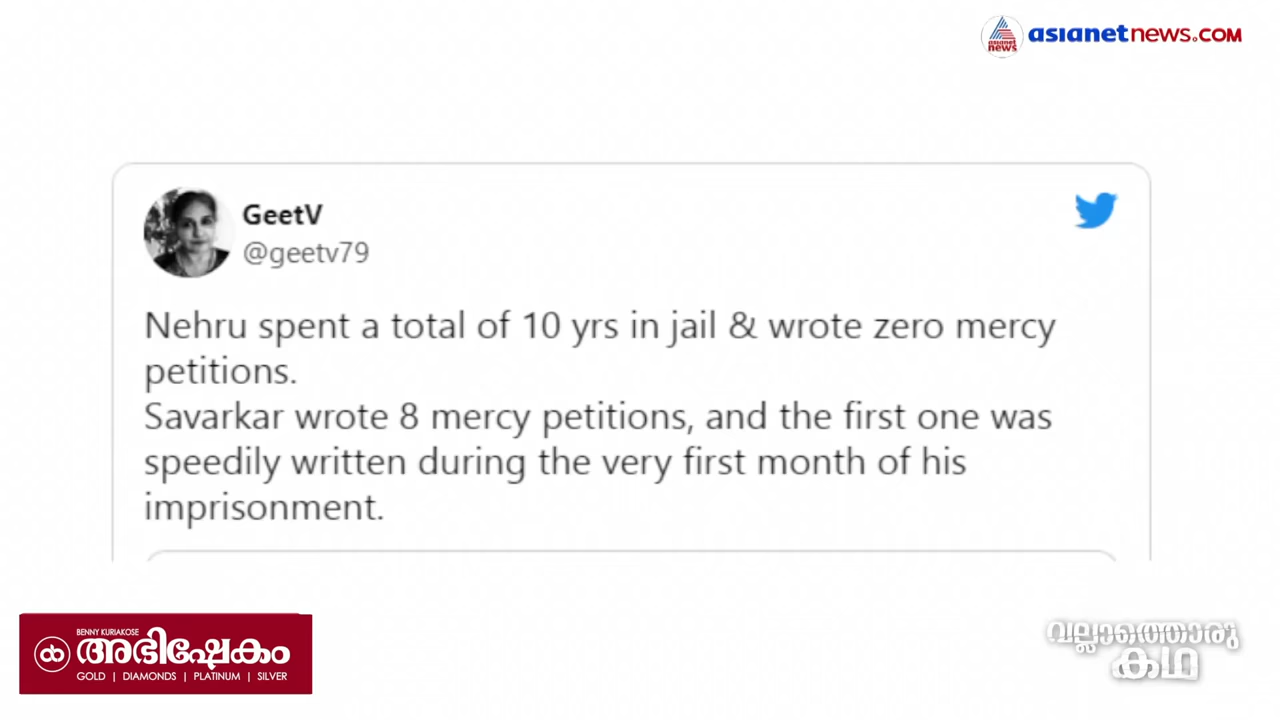 asianet news
asianetnews.com
GeetV
@geetv79
Nehru spent a total of 10 yrs in jail & wrote zero mercy
petitions.
Savarkar wrote 8 mercy petitions, and the first one was
speedily written during the very first month of his
imprisonment.
BENNY KURIAKOSE
അഭിഷേകം
GOLD | DIAMONDS | PLATINUM | SILVER
വല്ലാത്തൊരു
കഥ